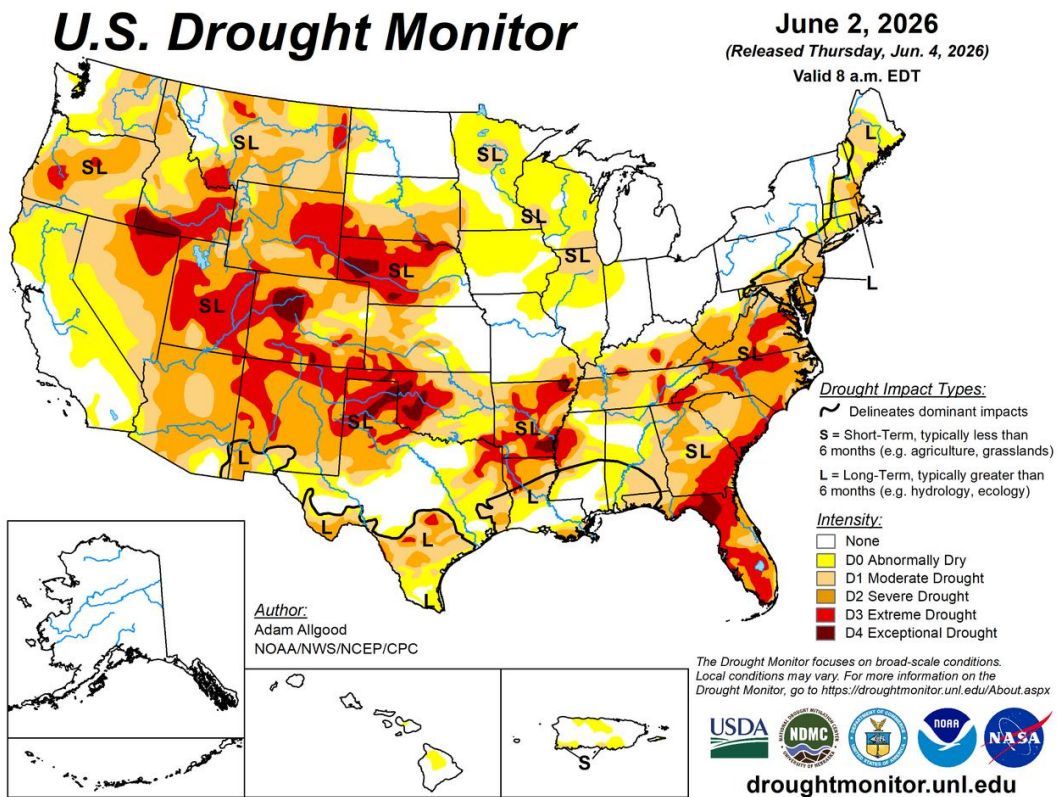 U.S. Drought Monitor
June 2, 2026
(Released Thursday, Jun. 4, 2026)
Valid 8 a.m. EDT
SL
SL
SL
SL
SL
SL
SL
SL
SL
SL
SL
L
L
L
L
L
L
L
Drought Impact Types:
Delineates dominant impacts
S = Short-Term, typically less than
6 months (e.g. agriculture, grasslands)
L = Long-Term, typically greater than
6 months (e.g. hydrology, ecology)
Intensity:
None
D0 Abnormally Dry
D1 Moderate Drought
D2 Severe Drought
D3 Extreme Drought
D4 Exceptional Drought
Author:
Adam Allgood
NOAA/NWS/NCEP/CPC
S
The Drought Monitor focuses on broad-scale conditions.
Local conditions may vary. For more information on the
Drought Monitor, go to https://droughtmonitor.unl.edu/About.aspx
USDA
NDMC
NOAA
NASA
droughtmonitor.unl.edu